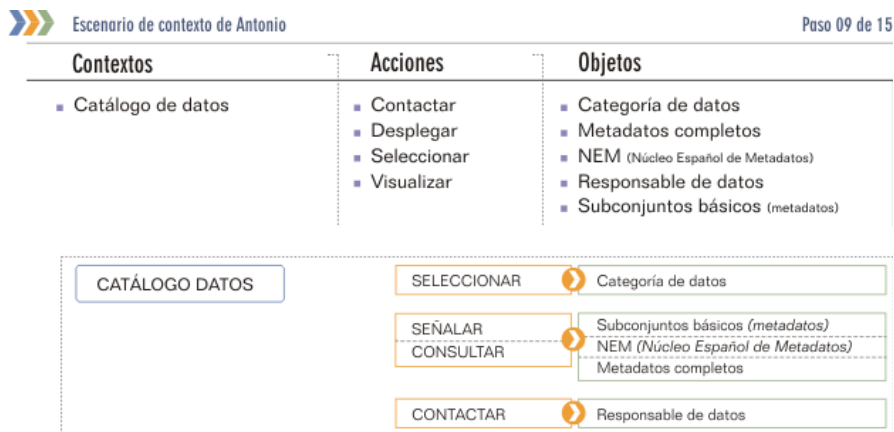 Escenario de contexto de Antonio
Paso 09 de 15
Contextos
Acciones
Objetos
Catálogo de datos
Contactar
Desplegar
Seleccionar
Visualizar
Categoría de datos
Metadatos completos
NEM (Núcleo Español de Metadatos)
Responsable de datos
Subconjuntos básicos (metadatos)
CATÁLOGO DATOS
SELECCIONAR
Categoría de datos
SEÑALAR
CONSULTAR
Subconjuntos básicos (metadatos)
NEM (Núcleo Español de Metadatos)
Metadatos completos
CONTACTAR
Responsable de datos